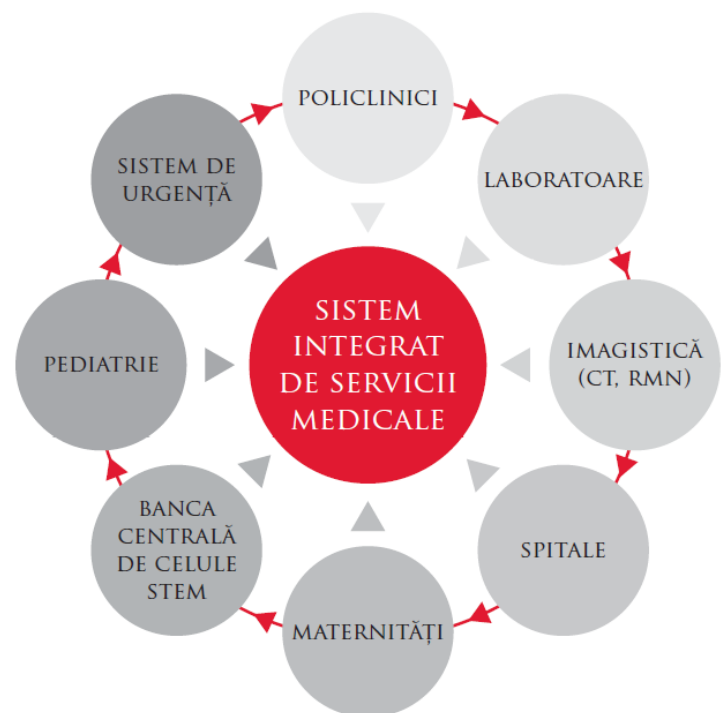 POLICLINICI
LABORATOARE
IMAGISTICĂ
(CT, RMN)
SPITALE
MATERNITĂȚI
BANCA
CENTRALĂ
DE CELULE
STEM
PEDIATRIE
SISTEM DE
URGENȚĂ
SISTEM
INTEGRAT
DE SERVICII
MEDICALE